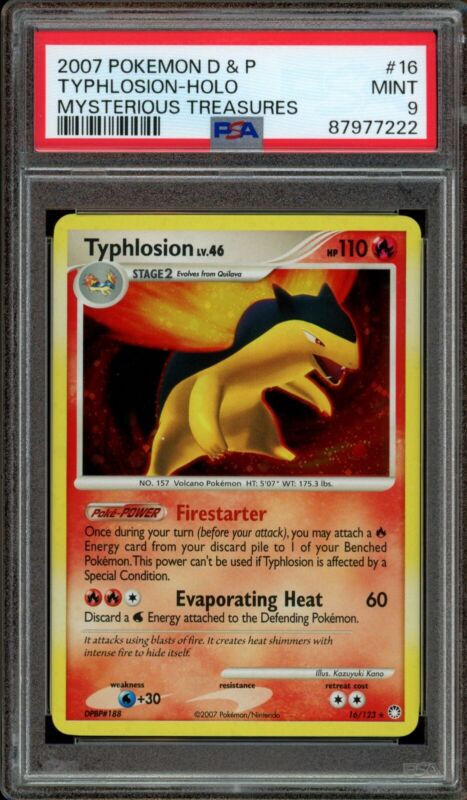 2007 POKEMON D & P #16
TYPHLOSION-HOLO MINT
MYSTERIOUS TREASURES 9
PSA 87977222
Typhlosion LV.46 HP 110
STAGE2 Evolves from Quilava
NO. 157 Volcano Pokémon HT: 5'07" WT: 175.3 lbs.
Poké-POWER Firestarter
Once during your turn (before your attack), you may attach a
Energy card from your discard pile to 1 of your Benched
Pokémon. This power can't be used if Typhlosion is affected by a
Special Condition.
Evaporating Heat 60
Discard a Energy attached to the Defending Pokémon.
It attacks using blasts of fire. It creates heat shimmers with
intense fire to hide itself.
Illus. Kazuyuki Kano
weakness resistance retreat cost
+30
DPBP#188 ©2007 Pokémon/Nintendo 16/123 ★
PSA